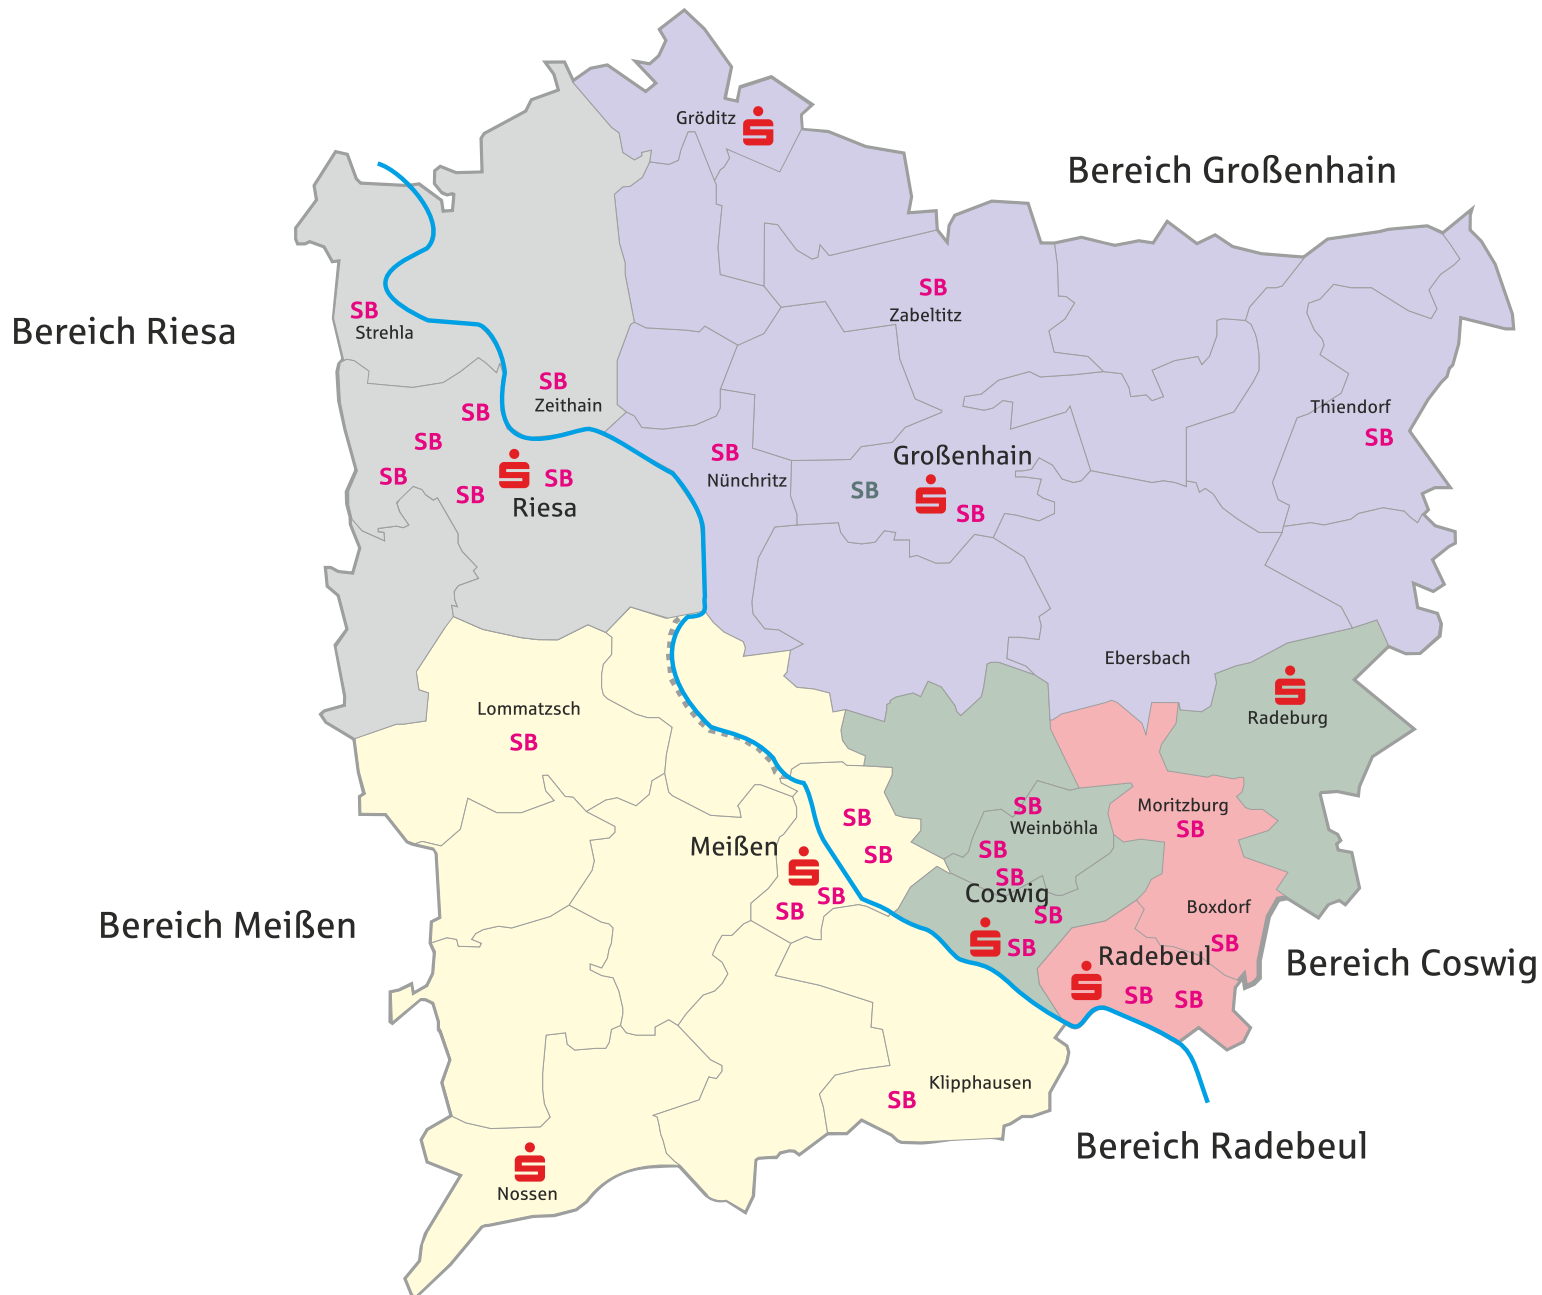 Gröditz
Bereich Großenhain
SB
Zabeltitz
SB
Strehla
Bereich Riesa
SB
Zeithain
SB
SB
SB
SB
SB
Riesa
SB
Nünchritz
Großenhain
SB
SB
Thiendorf
SB
Ebersbach
Radeburg
Lommatzsch
SB
Meißen
SB
SB
SB
SB
Bereich Meißen
SB
Weinböhla
SB
SB
Coswig
SB
SB
Moritzburg
SB
Boxdorf
SB
Radebeul
SB
SB
Bereich Coswig
Klipphausen
SB
Bereich Radebeul
Nossen